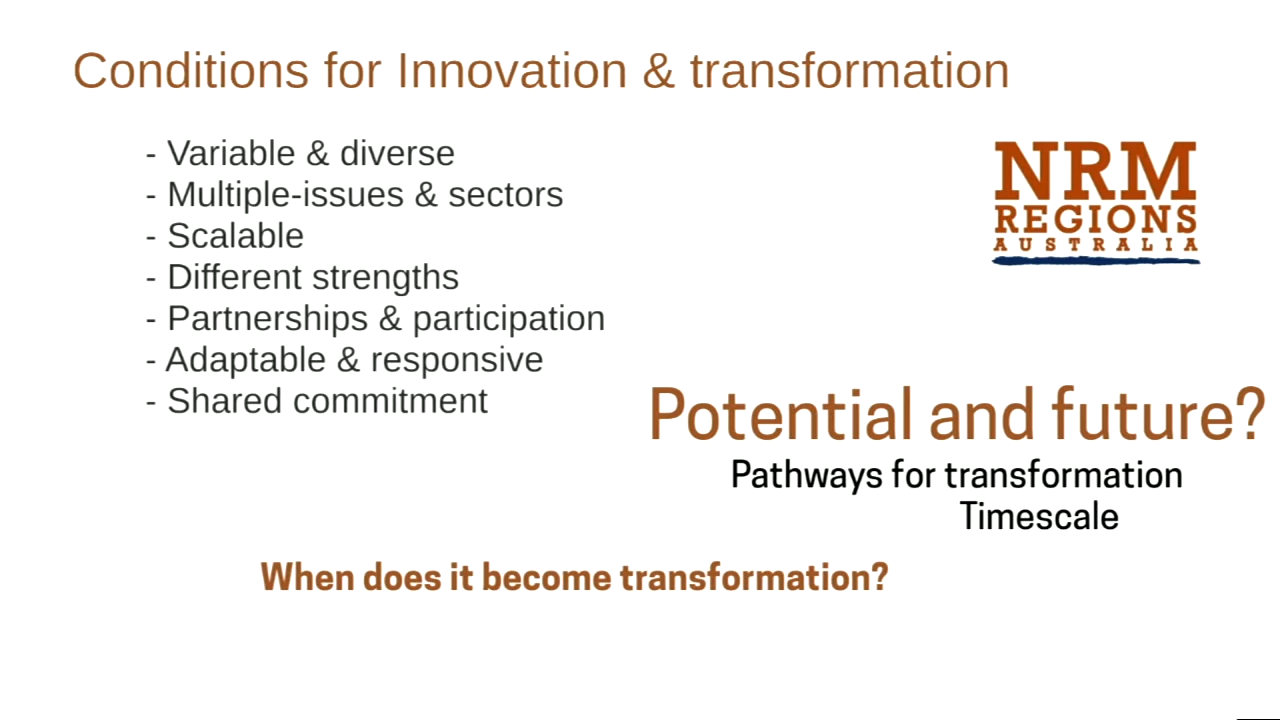 Conditions for Innovation & transformation
- Variable & diverse
- Multiple-issues & sectors
- Scalable
- Different strengths
- Partnerships & participation
- Adaptable & responsive
- Shared commitment
NRM
REGIONS
AUSTRALIA
Potential and future?
Pathways for transformation
Timescale
When does it become transformation?